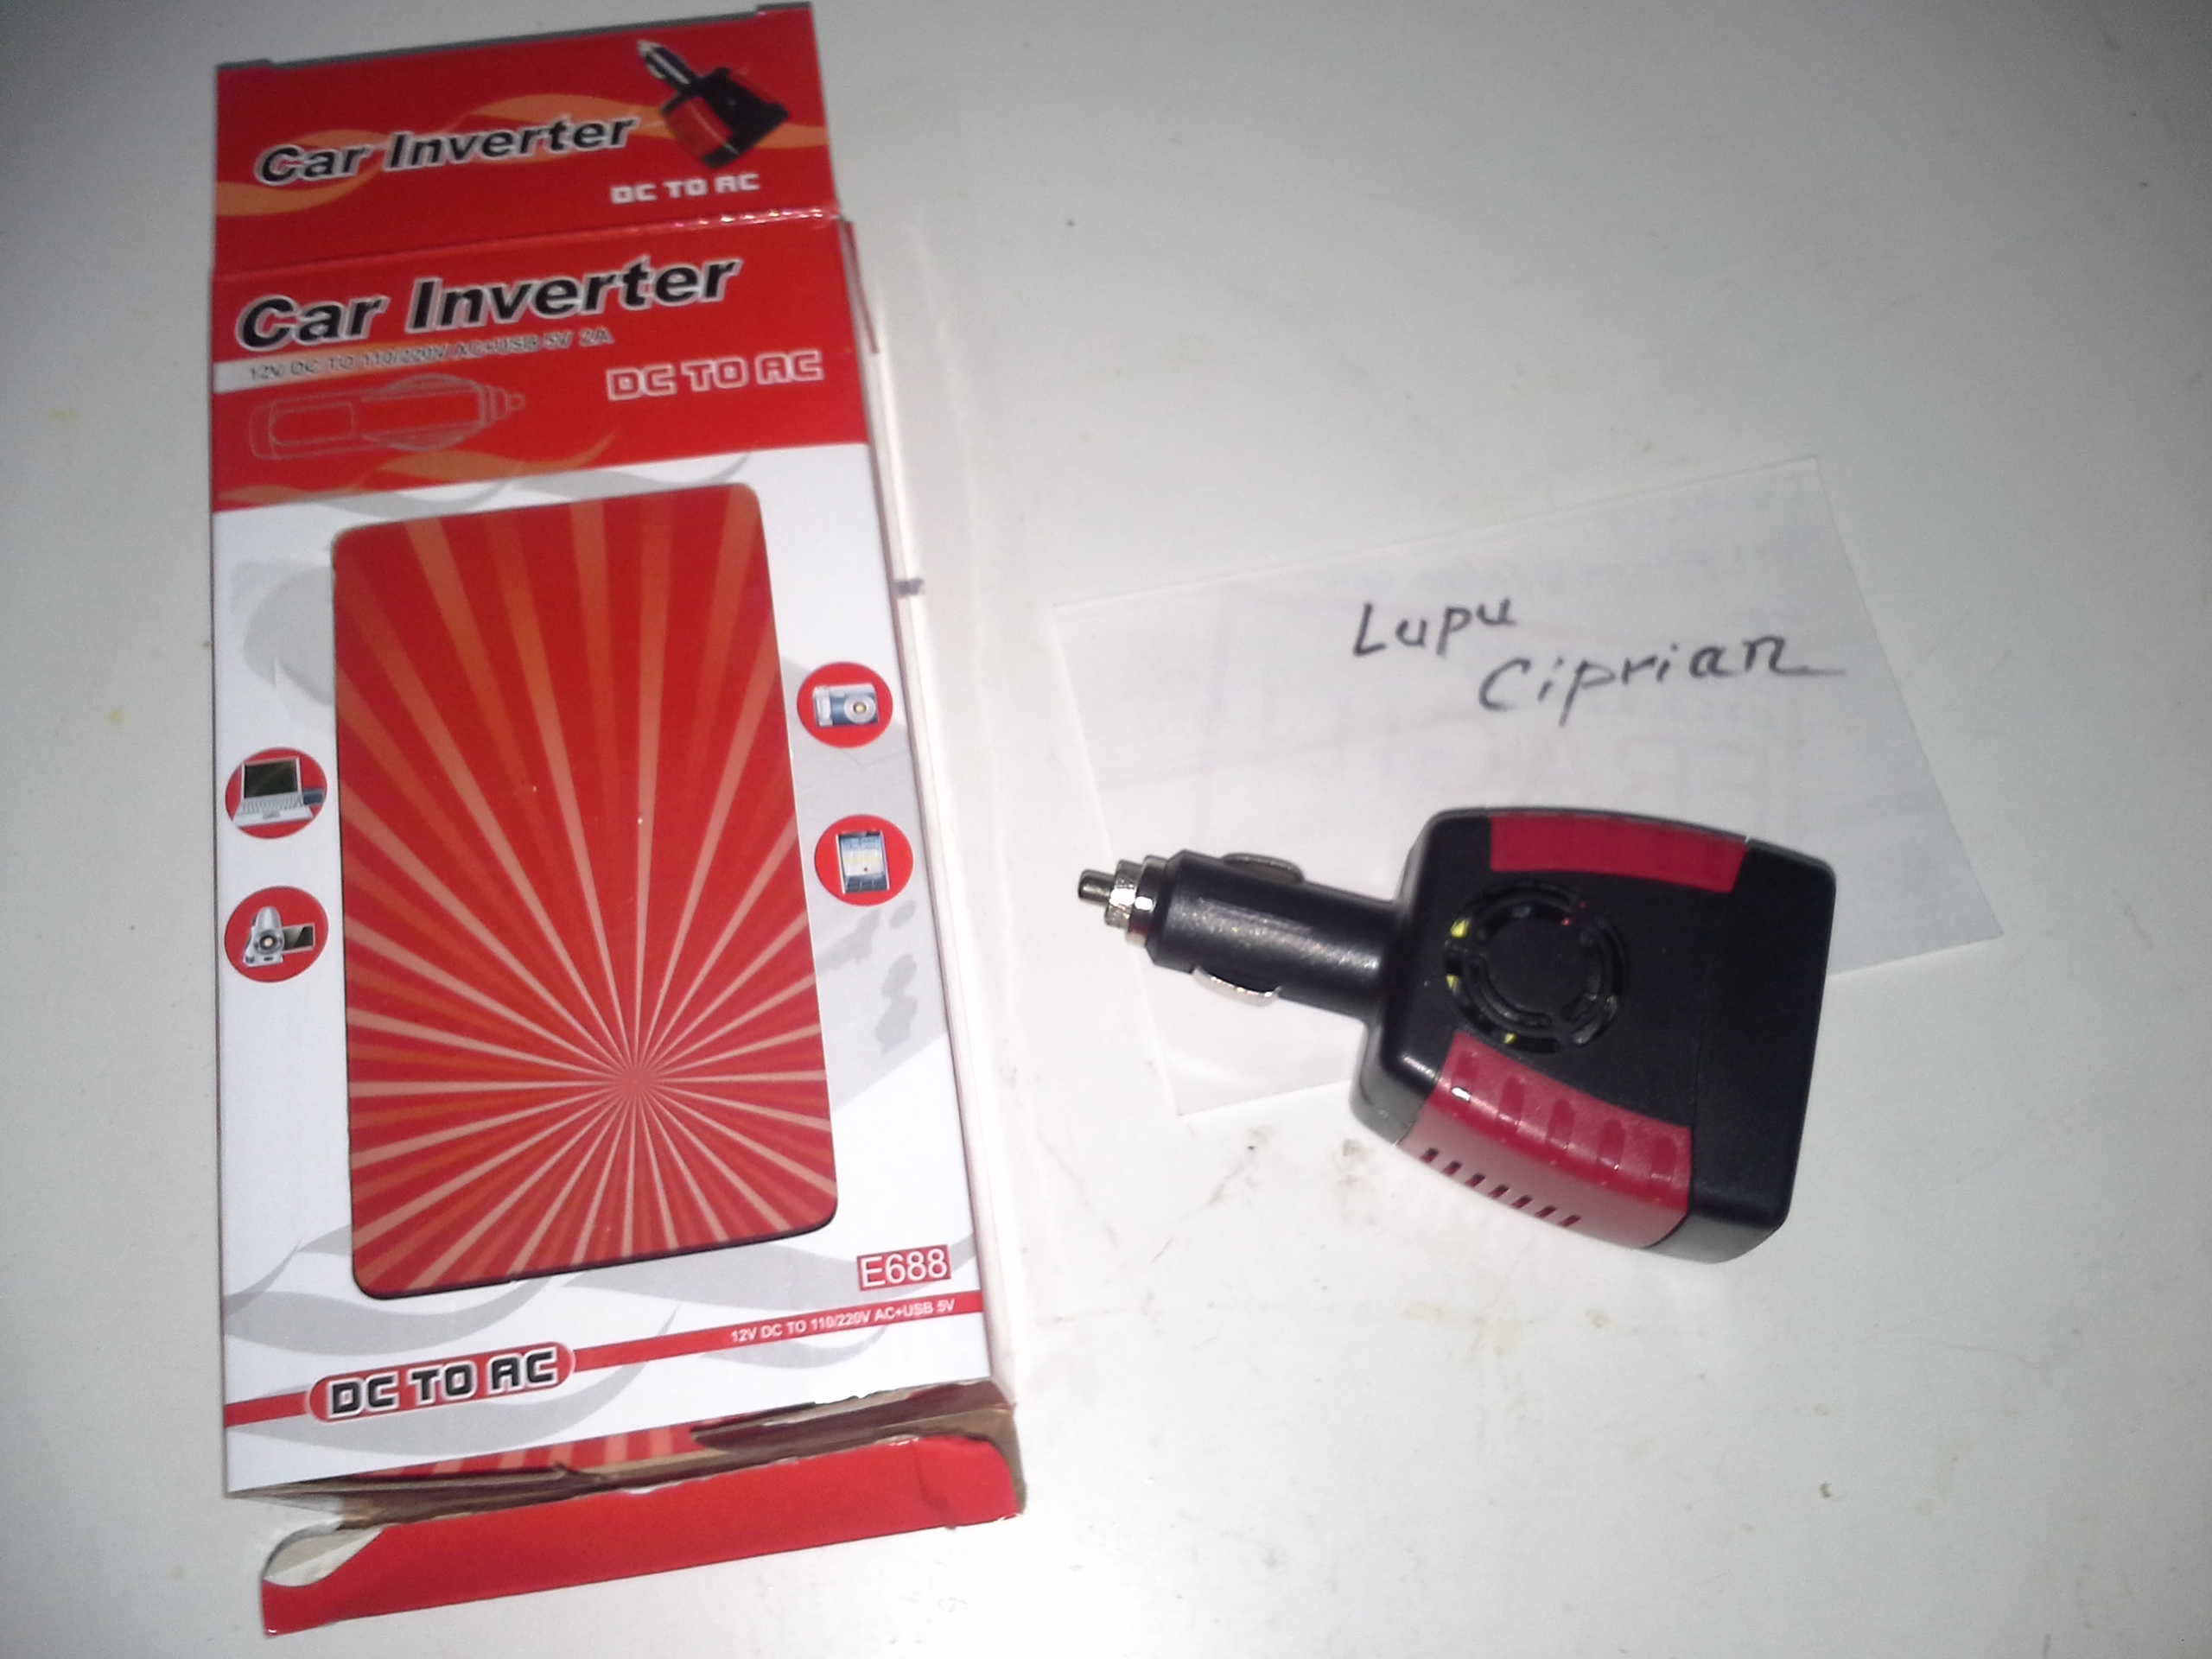 Car Inverter
DC TO AC
Car Inverter
12V DC TO 110/220V AC+USB 5V 2A
DC TO AC
E688
12V DC TO 110/220V AC+USB 5V
DC TO AC
Lupu
Ciprian